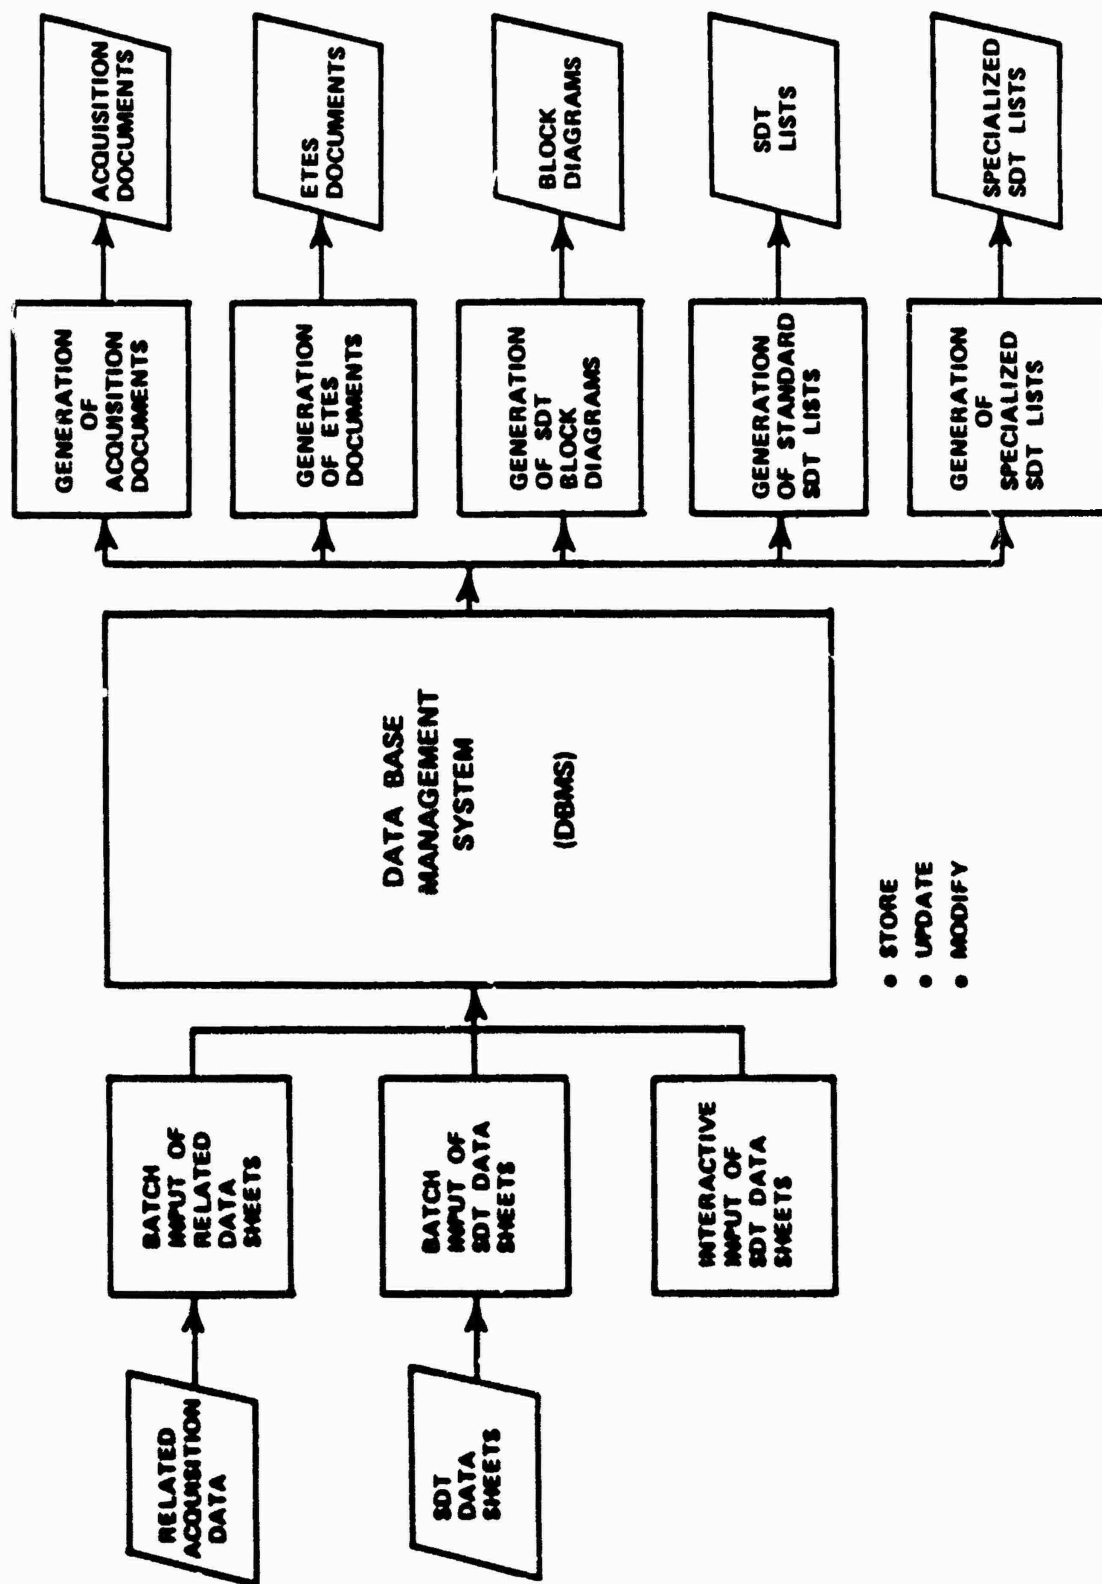 RELATED
ACQUISITION
DATA
SDT
DATA
SHEETS
BATCH
INPUT OF
RELATED
DATA
SHEETS
BATCH
INPUT OF
SDT DATA
SHEETS
INTERACTIVE
INPUT OF
SDT DATA
SHEETS
DATA BASE
MANAGEMENT
SYSTEM
(DBMS)
• STORE
• UPDATE
• MODIFY
GENERATION
OF
ACQUISITION
DOCUMENTS
GENERATION
OF ETES
DOCUMENTS
GENERATION
OF SDT
BLOCK
DIAGRAMS
GENERATION
OF STANDARD
SDT LISTS
GENERATION
OF
SPECIALIZED
SDT LISTS
ACQUISITION
DOCUMENTS
ETES
DOCUMENTS
BLOCK
DIAGRAMS
SDT
LISTS
SPECIALIZED
SDT LISTS